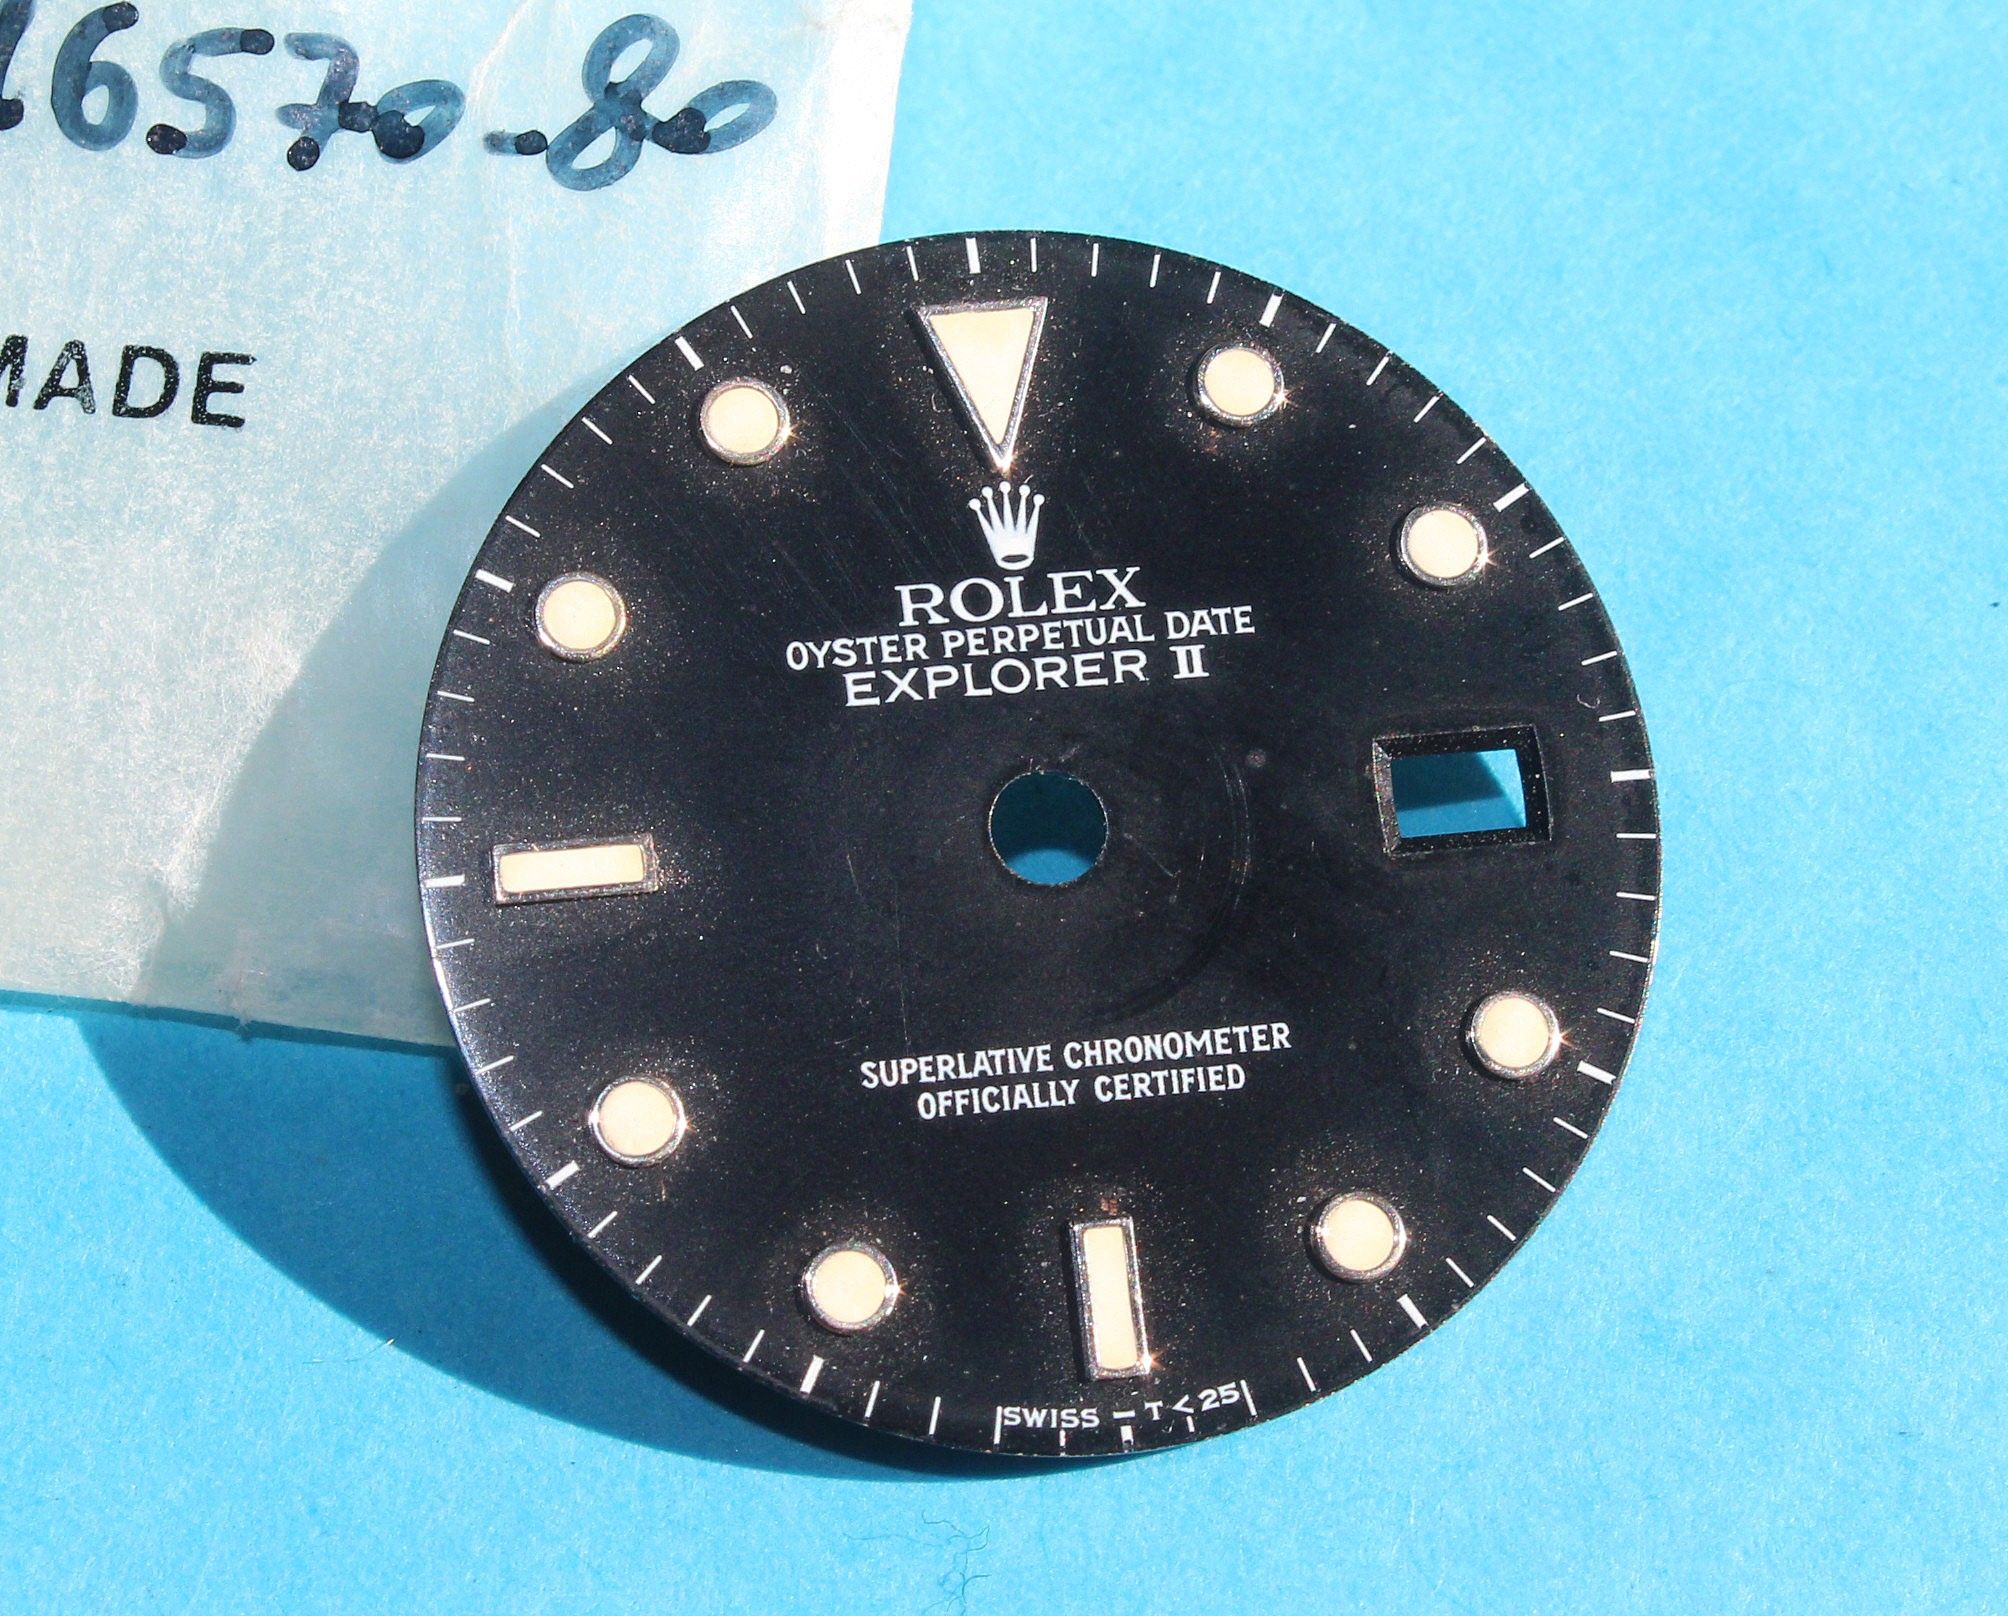 16570-80
MADE
ROLEX
OYSTER PERPETUAL DATE
EXPLORER II
SUPERLATIVE CHRONOMETER
OFFICIALLY CERTIFIED
SWISS – T<25